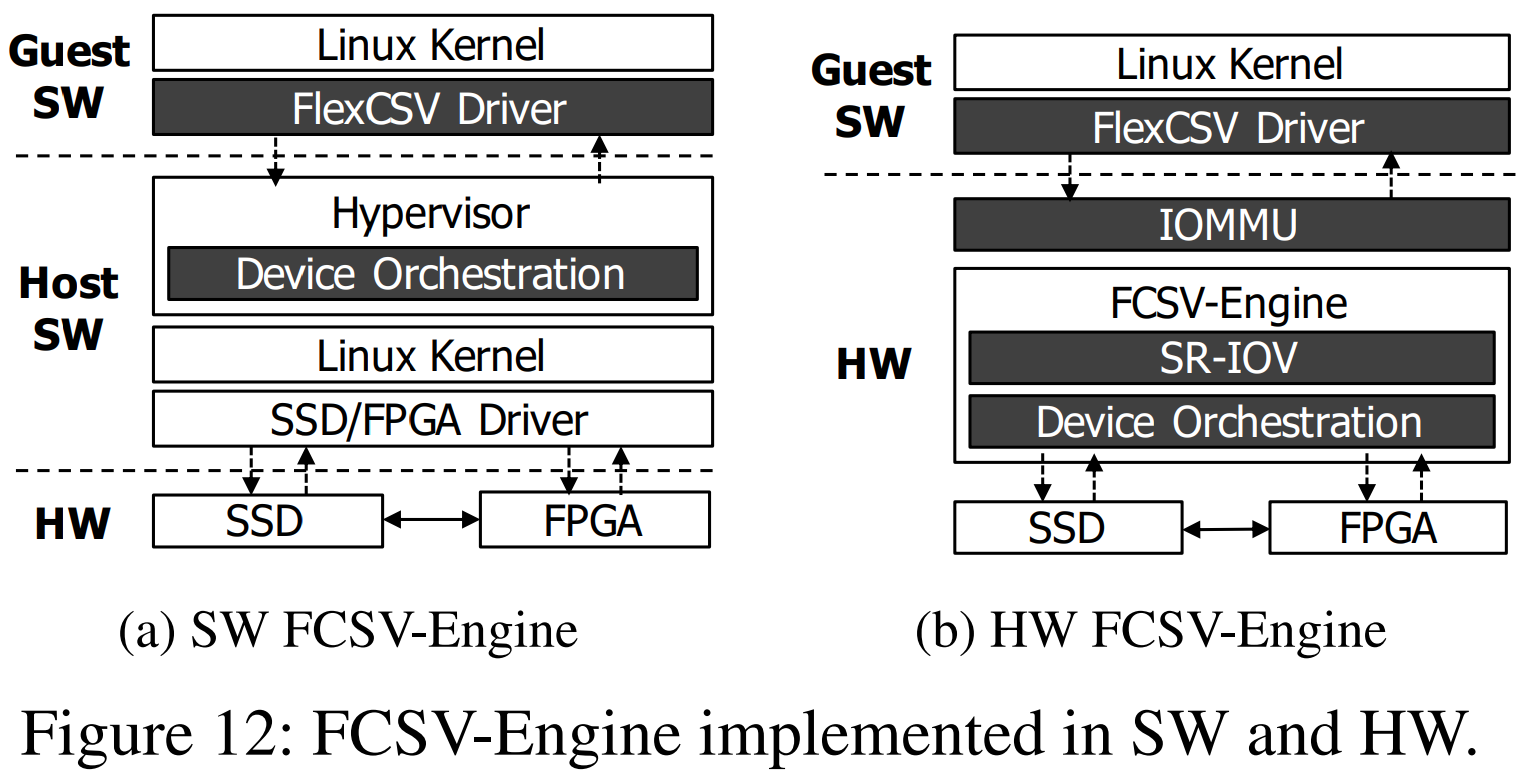 Guest
SW
Linux Kernel
FlexCSV Driver
Host
SW
Hypervisor
Device Orchestration
Linux Kernel
SSD/FPGA Driver
HW
SSD
FPGA
(a) SW FCSV-Engine
Guest
SW
Linux Kernel
FlexCSV Driver
HW
IOMMU
FCSV-Engine
SR-IOV
Device Orchestration
SSD
FPGA
(b) HW FCSV-Engine
Figure 12: FCSV-Engine implemented in SW and HW.